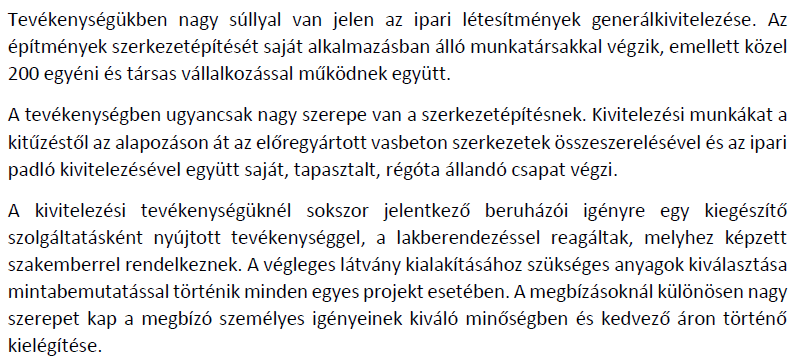 Tevékenységükben nagy súllyal van jelen az ipari létesítmények generálkivitelezése. Az
építmények szerkezetépítését saját alkalmazásban álló munkatársakkal végzik, emellett közel
200 egyéni és társas vállalkozással működnek együtt.
A tevékenységben ugyancsak nagy szerepe van a szerkezetépítésnek. Kivitelezési munkákat a
kitűzéstől az alapozáson át az előregyártott vasbeton szerkezetek összeszerelésével és az ipari
padló kivitelezésével együtt saját, tapasztalt, régóta állandó csapat végzi.
A kivitelezési tevékenységüknél sokszor jelentkező beruházói igényre egy kiegészítő
szolgáltatásként nyújtott tevékenységgel, a lakberendezéssel reagáltak, melyhez képzett
szakemberrel rendelkeznek. A végleges látvány kialakításához szükséges anyagok kiválasztása
mintabemutatással történik minden egyes projekt esetében. A megbízásoknál különösen nagy
szerepet kap a megbízó személyes igényeinek kiváló minőségben és kedvező áron történő
kielégítése.